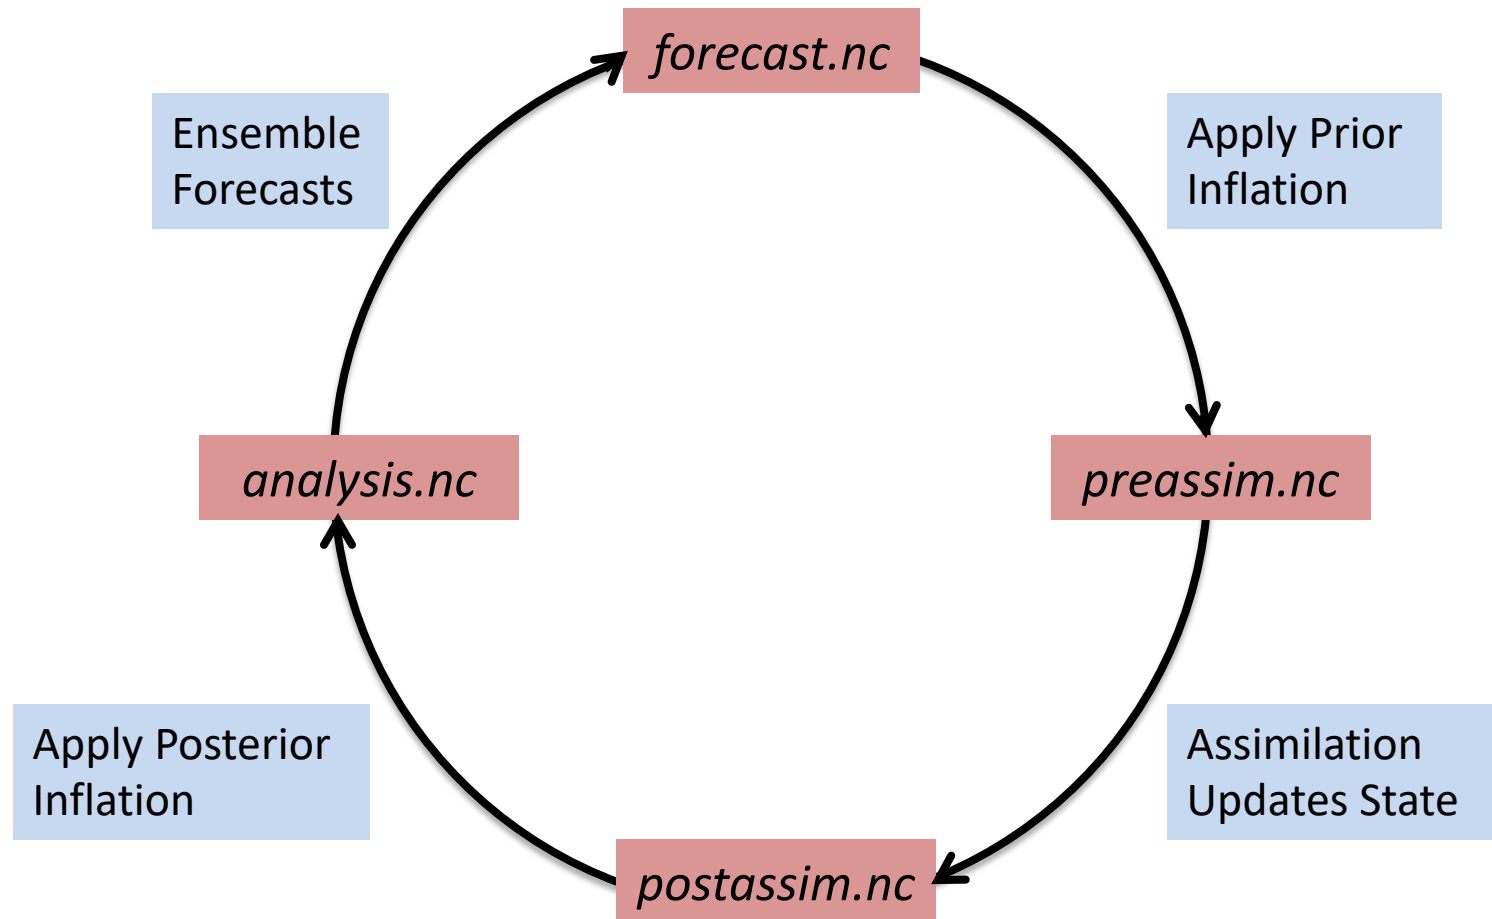 forecast.nc
Ensemble
Forecasts
Apply Prior
Inflation
analysis.nc
preassim.nc
Apply Posterior
Inflation
Assimilation
Updates State
postassim.nc